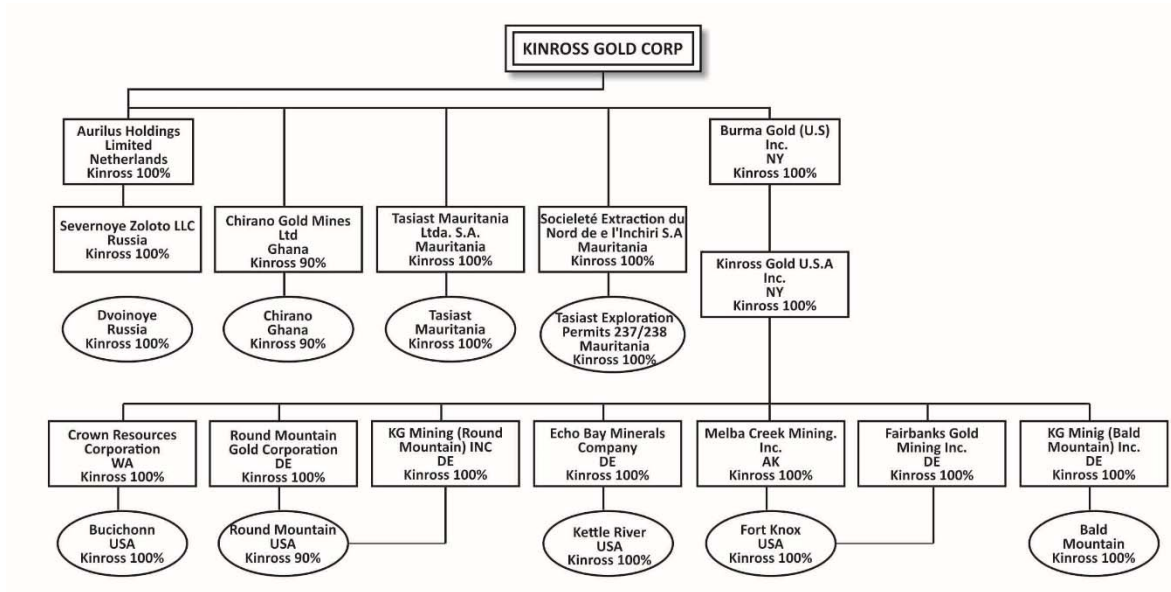 KINROSS GOLD CORP
Aurilus Holdings
Limited
Netherlands
Kinross 100%
Burma Gold (U.S)
Inc.
NY
Kinross 100%
Severnoye Zoloto LLC
Russia
Kinross 100%
Chirano Gold Mines
Ltd
Ghana
Kinross 90%
Tasiast Mauritania
Ltda. S.A.
Mauritania
Kinross 100%
Societeté Extraction du
Nord de e l'Inchiri S.A
Mauritania
Kinross 100%
Kinross Gold U.S.A
Inc.
NY
Kinross 100%
Dvoinoye
Russia
Kinross 100%
Chirano
Ghana
Kinross 90%
Tasiast
Mauritania
Kinross 100%
Tasiast Exploration
Permits 237/238
Mauritania
Kinross 100%
Crown Resources
Corporation
WA
Kinross 100%
Round Mountain
Gold Corporation
DE
Kinross 100%
KG Mining (Round
Mountain) INC
DE
Kinross 100%
Echo Bay Minerals
Company
DE
Kinross 100%
Melba Creek Mining.
Inc.
AK
Kinross 100%
Fairbanks Gold
Mining Inc.
DE
Kinross 100%
KG Minig (Bald
Mountain) Inc.
DE
Kinross 100%
Bucichonn
USA
Kinross 100%
Round Mountain
USA
Kinross 90%
Kettle River
USA
Kinross 100%
Fort Knox
USA
Kinross 100%
Bald
Mountain
Kinross 100%